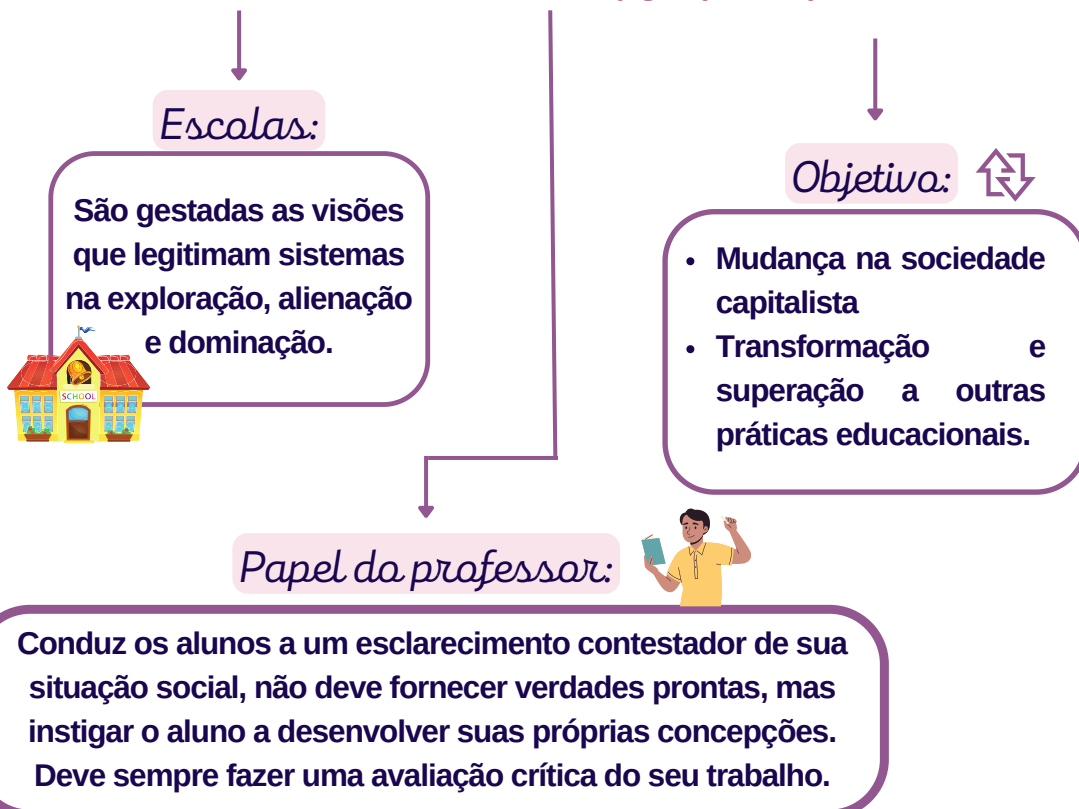 Escolas:
São gestadas as visões
que legitimam sistemas
na exploração, alienação
e dominação.
SCHOOL
Objetivo:
• Mudança na sociedade
capitalista
• Transformação e
superação a outras
práticas educacionais.
Papel do professor:
Conduz os alunos a um esclarecimento contestador de sua
situação social, não deve fornecer verdades prontas, mas
instigar o aluno a desenvolver suas próprias concepções.
Deve sempre fazer uma avaliação crítica do seu trabalho.